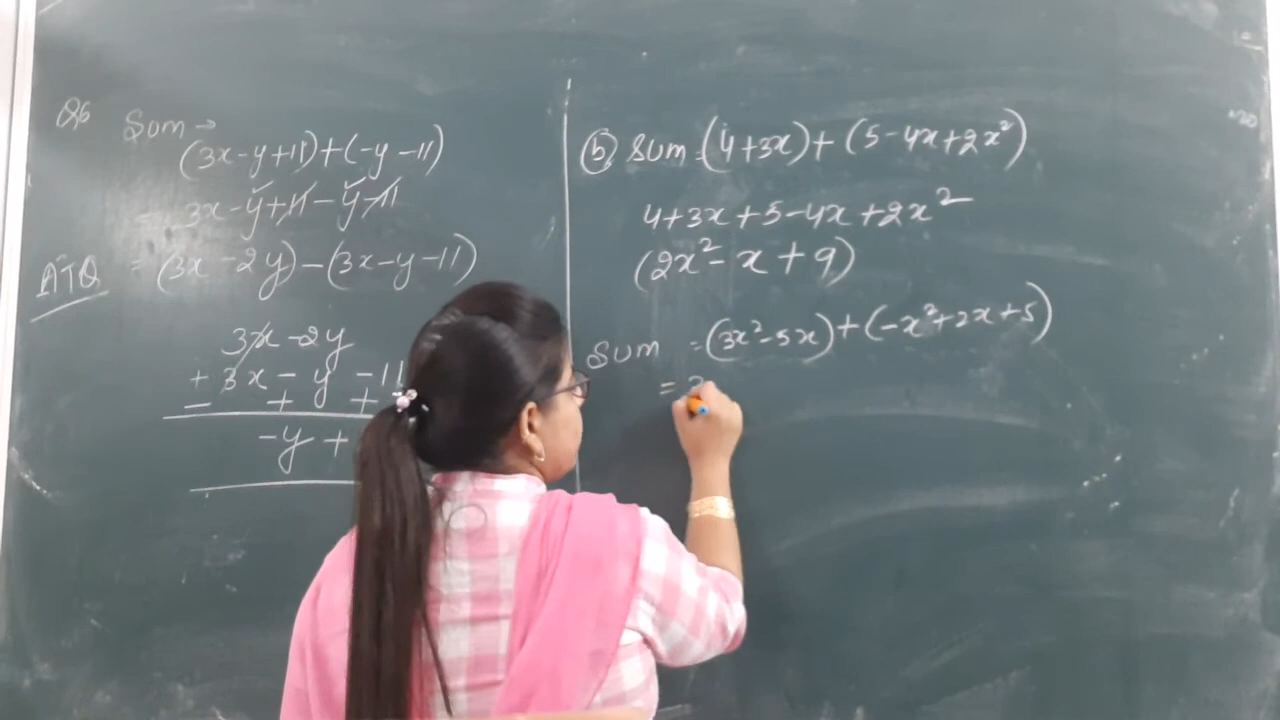 Q6 Sum →
(3x-y+11)+(-y-11)
= 3x-y+11-y-11
ATQ = (3x-2y)-(3x-y-11)
3x-2y
+3x-y-11
- + +
-y+
(b) Sum = (4+3x)+(5-4x+2x²)
4+3x+5-4x+2x²
(2x²-x+9)
Sum = (3x²-5x)+(-x²+2x+5)
=